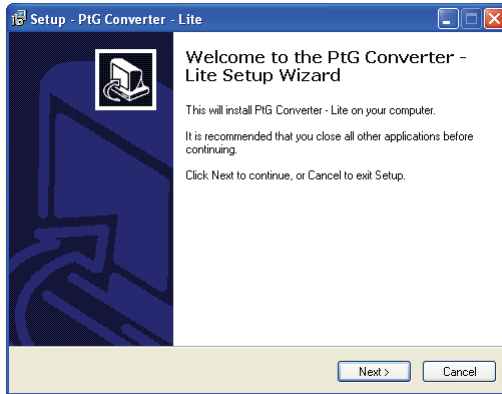 Setup - PtG Converter - Lite
Welcome to the PtG Converter -
Lite Setup Wizard
This will install PtG Converter - Lite on your computer.
It is recommended that you close all other applications before
continuing.
Click Next to continue, or Cancel to exit Setup.
Next >
Cancel